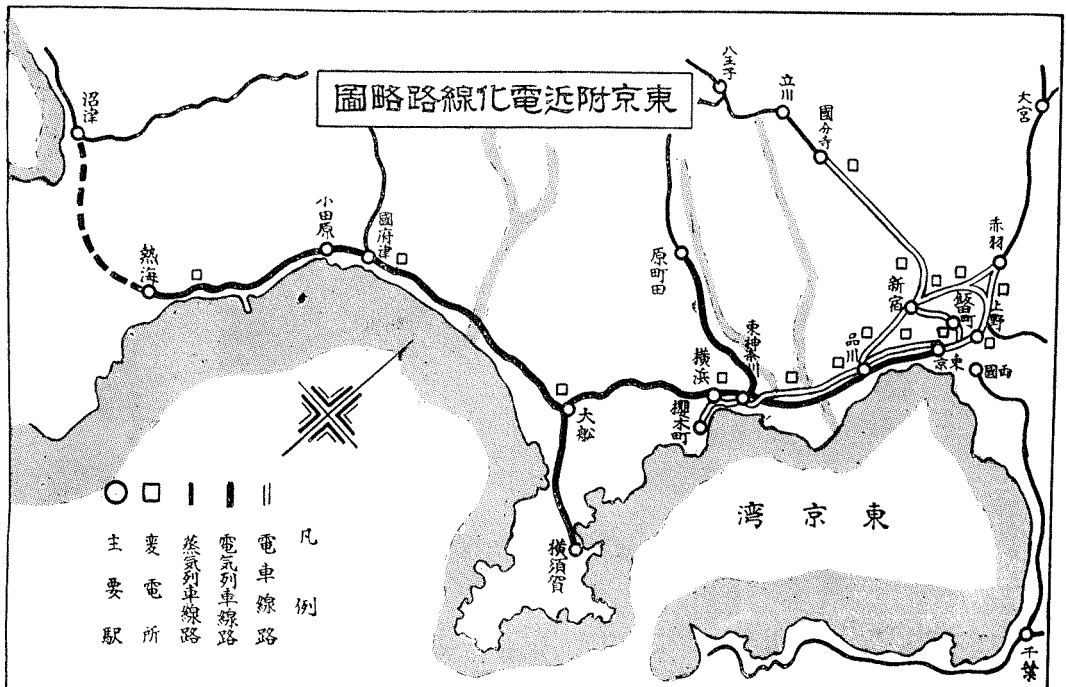 東京附近電化線路略圖
沼津
熱海
小田原
國府津
大船
横須賀
横浜
櫻木町
東神奈川
原町田
八王子
立川
國分寺
新宿
品川
飯田町
東京
上野
赤羽
大宮
両國
千葉
東京湾
凡例
電車線路
電気列車線路
蒸気列車線路
変電所
主要駅